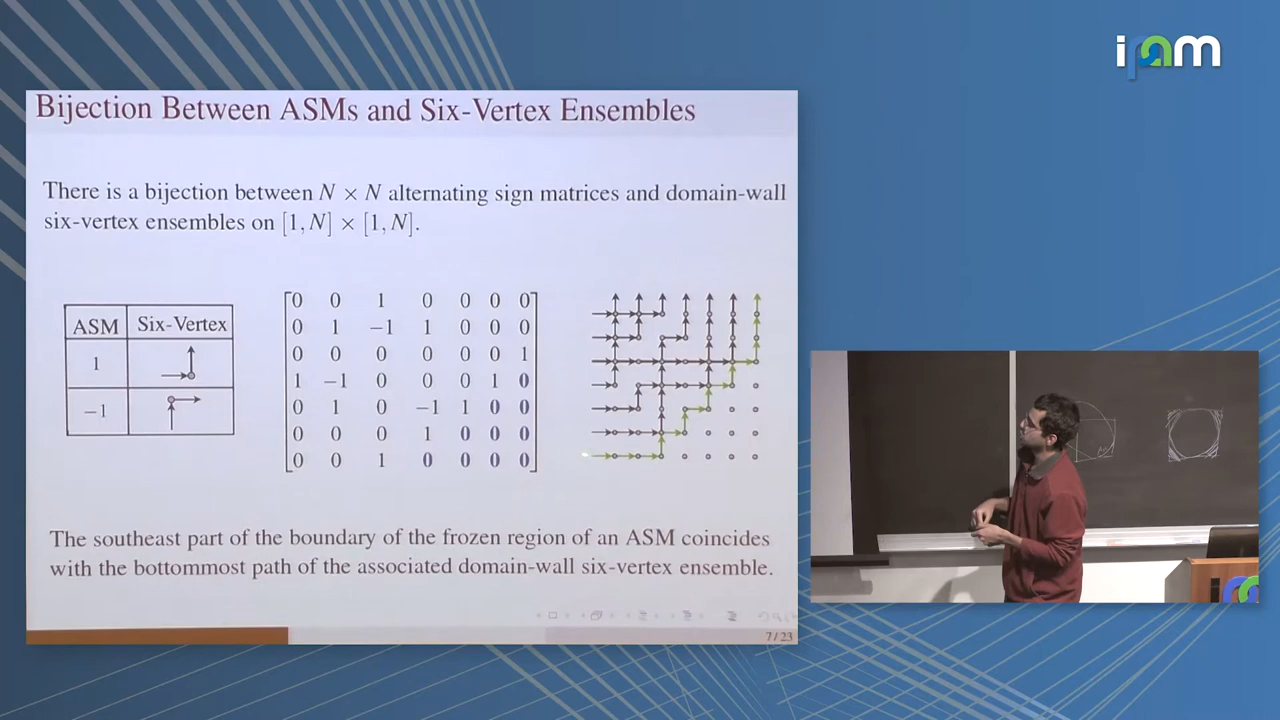 ipam
Bijection Between ASMs and Six-Vertex Ensembles
There is a bijection between N × N alternating sign matrices and domain-wall
six-vertex ensembles on [1, N] × [1, N].
ASM Six-Vertex
1
−1
0 0 1 0 0 0 0
0 1 −1 1 0 0 0
0 0 0 0 0 0 1
1 −1 0 0 0 1 0
0 1 0 −1 1 0 0
0 0 0 1 0 0 0
0 0 1 0 0 0 0
The southeast part of the boundary of the frozen region of an ASM coincides
with the bottommost path of the associated domain-wall six-vertex ensemble.
7 / 23